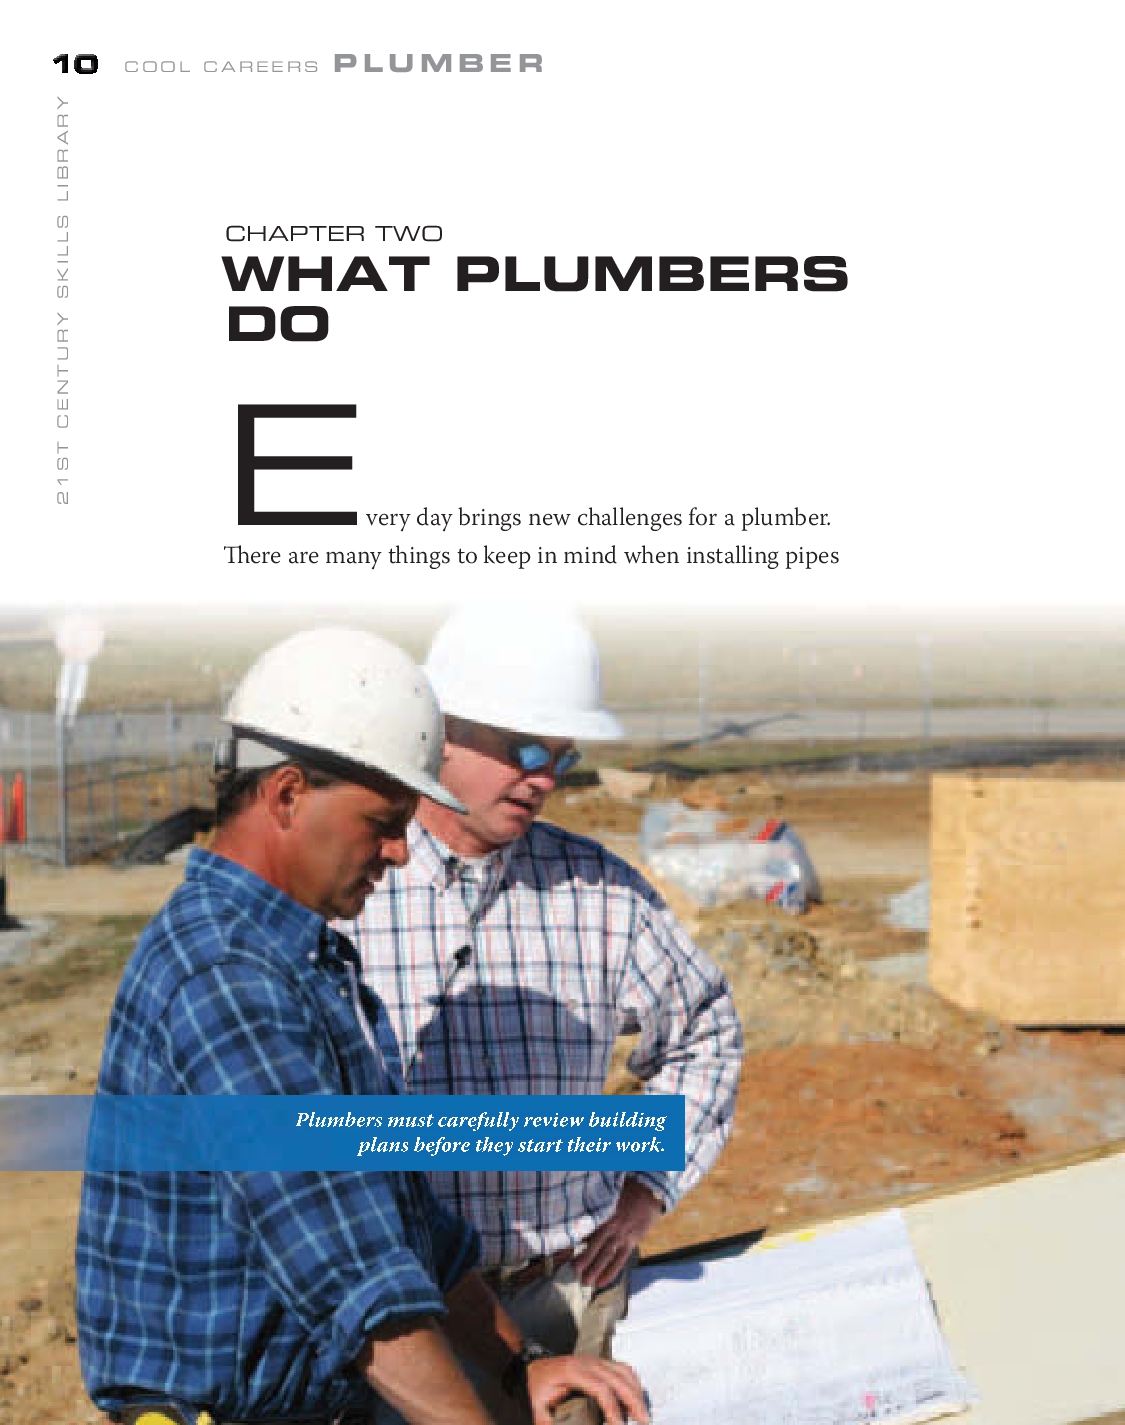 10 COOL CAREERS PLUMBER
21ST CENTURY SKILLS LIBRARY
CHAPTER TWO
WHAT PLUMBERS
DO
Every day brings new challenges for a plumber.
There are many things to keep in mind when installing pipes
Plumbers must carefully review building
plans before they start their work.